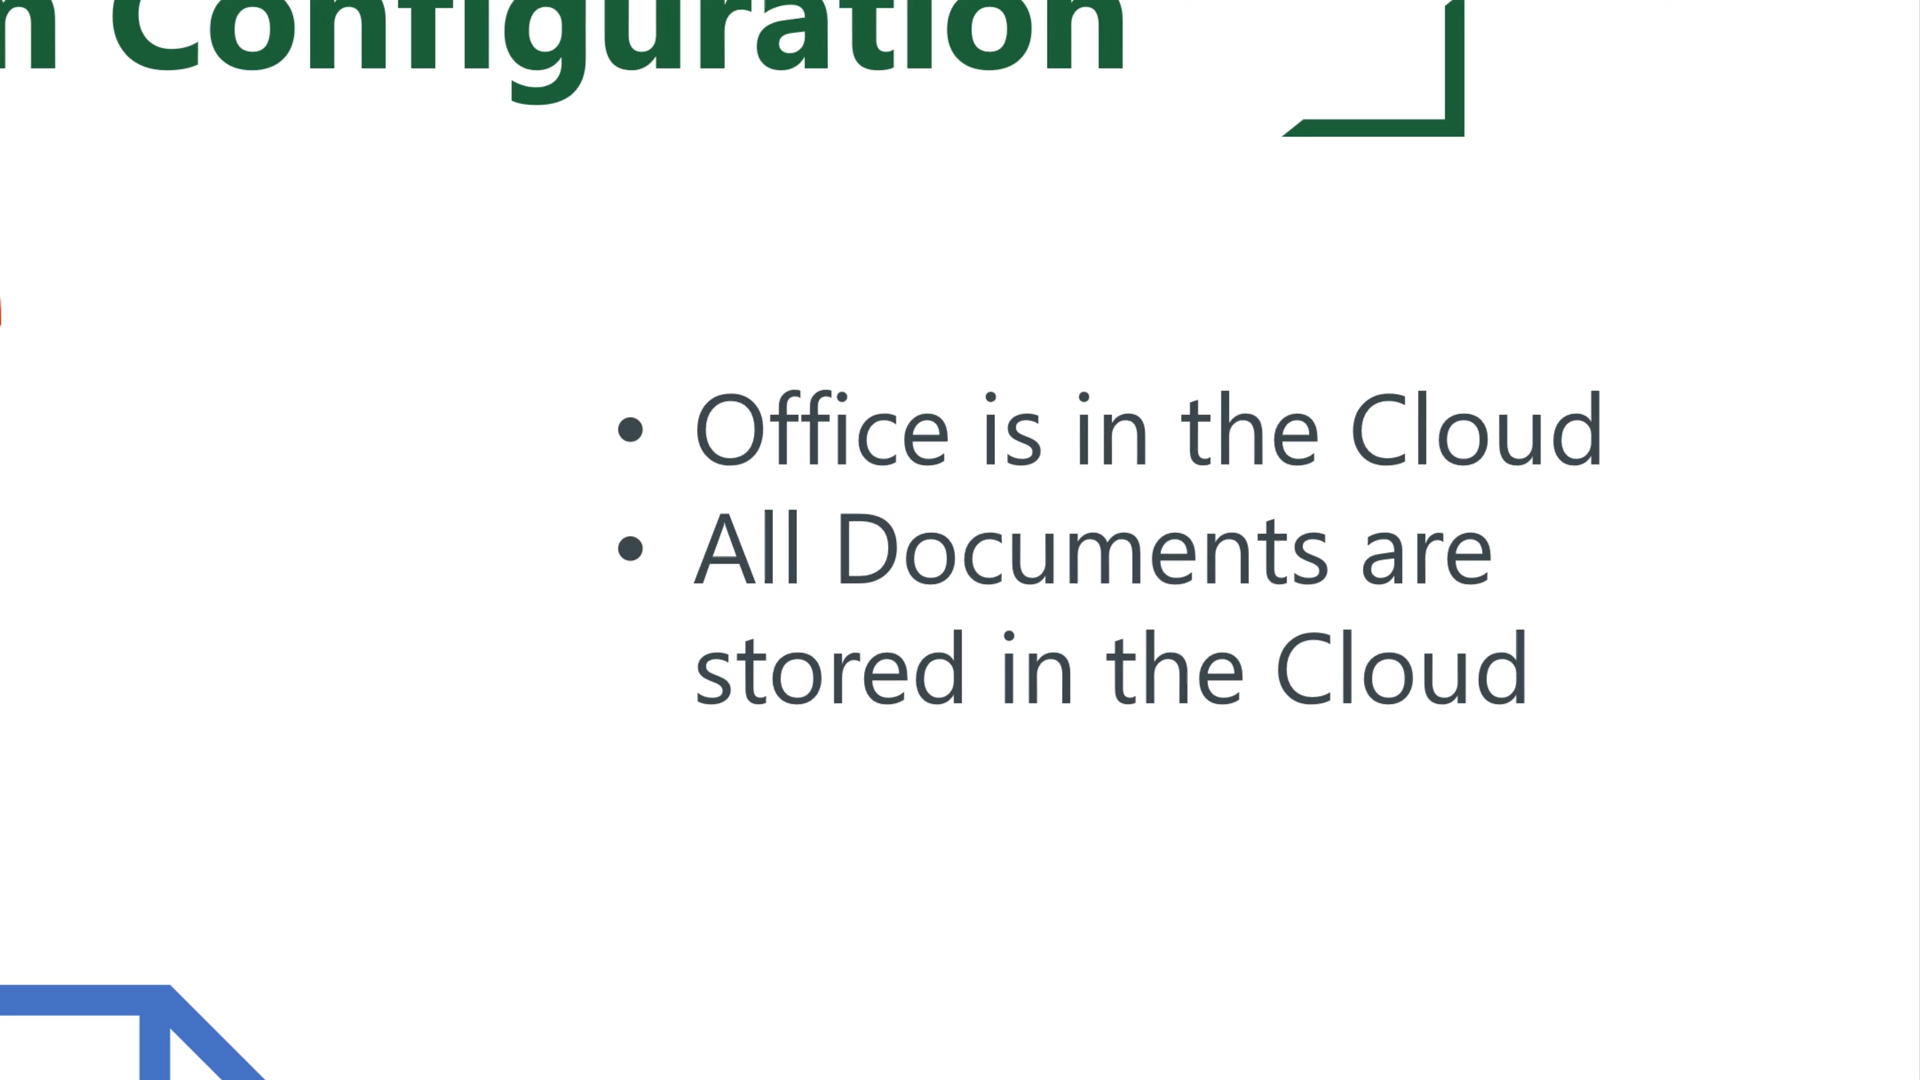 n Configuration
• Office is in the Cloud
• All Documents are
stored in the Cloud